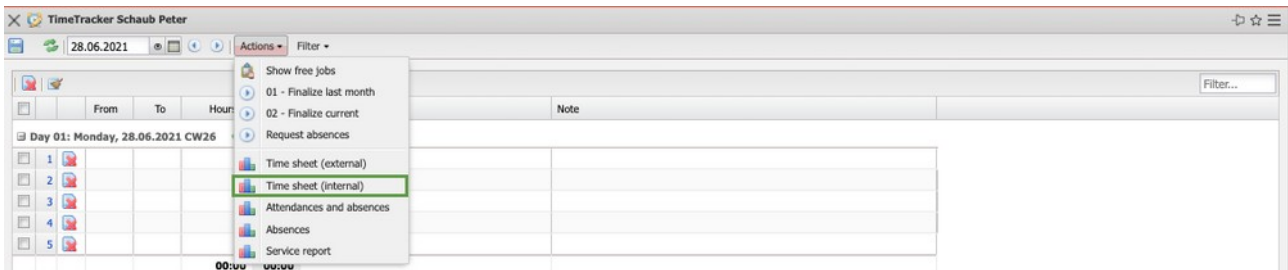 TimeTracker Schaub Peter
28.06.2021 Actions Filter
Show free jobs
01 - Finalize last month
02 - Finalize current
Request absences
Time sheet (external)
Time sheet (internal)
Attendances and absences
Absences
Service report
Filter...
From To Hours Note
Day 01: Monday, 28.06.2021 CW26
1
2
3
4
5
00:00 00:00